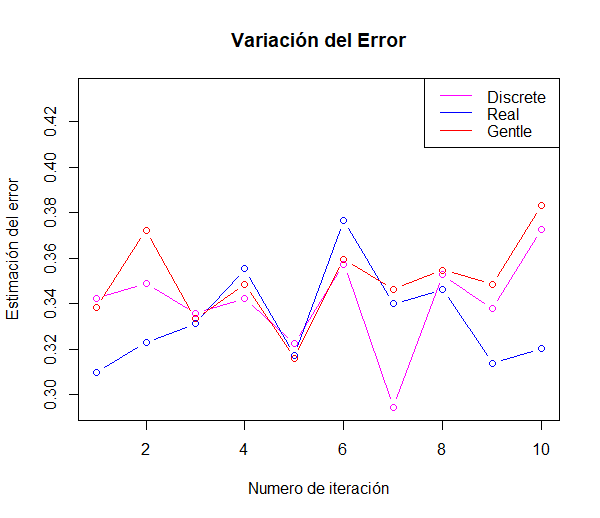 Variación del Error
Discrete
Real
Gentle
Estimación del error
0.42
0.40
0.38
0.36
0.34
0.32
0.30
2 4 6 8 10
Numero de iteración